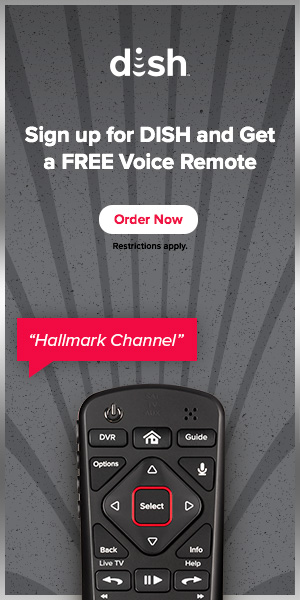 dish
Sign up for DISH and Get
a FREE Voice Remote
Order Now
Restrictions apply.
“Hallmark Channel”
DVR
Guide
Options
Select
Back
Info
Live TV
Help